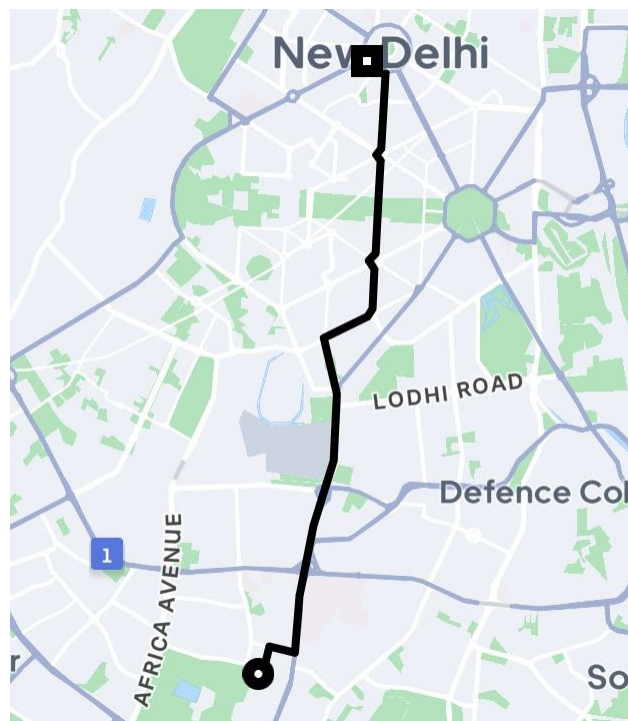 New Delhi
LODHI ROAD
Defence Col
1
AFRICA AVENUE
r
So